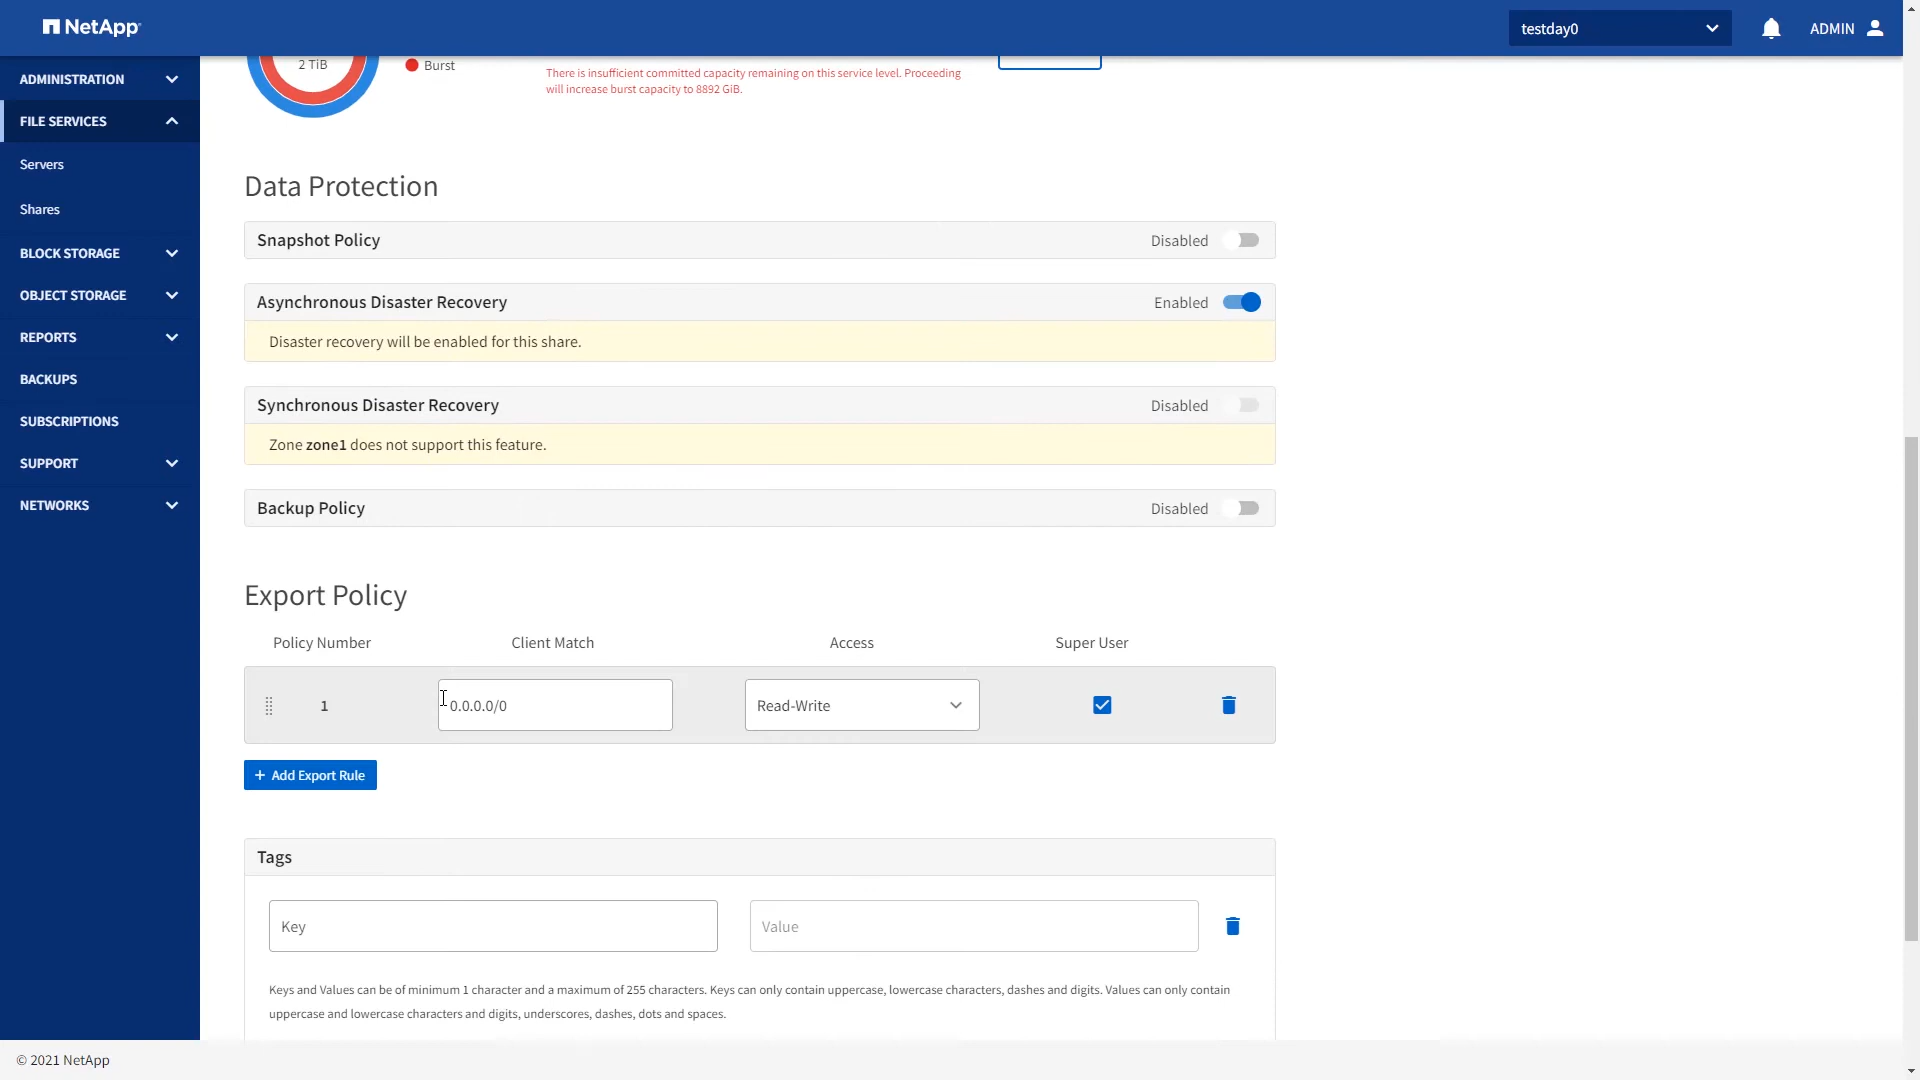 NetApp
testday0
ADMIN
ADMINISTRATION
FILE SERVICES
Servers
Shares
BLOCK STORAGE
OBJECT STORAGE
REPORTS
BACKUPS
SUBSCRIPTIONS
SUPPORT
NETWORKS
2 TiB
Burst
There is insufficient committed capacity remaining on this service level. Proceeding
will increase burst capacity to 8892 GiB.
Data Protection
Snapshot Policy Disabled
Asynchronous Disaster Recovery Enabled
Disaster recovery will be enabled for this share.
Synchronous Disaster Recovery Disabled
Zone zone1 does not support this feature.
Backup Policy Disabled
Export Policy
Policy Number Client Match Access Super User
1 0.0.0.0/0 Read-Write
+ Add Export Rule
Tags
Key Value
Keys and Values can be of minimum 1 character and a maximum of 255 characters. Keys can only contain uppercase, lowercase characters, dashes and digits. Values can only contain
uppercase and lowercase characters and digits, underscores, dashes, dots and spaces.
© 2021 NetApp